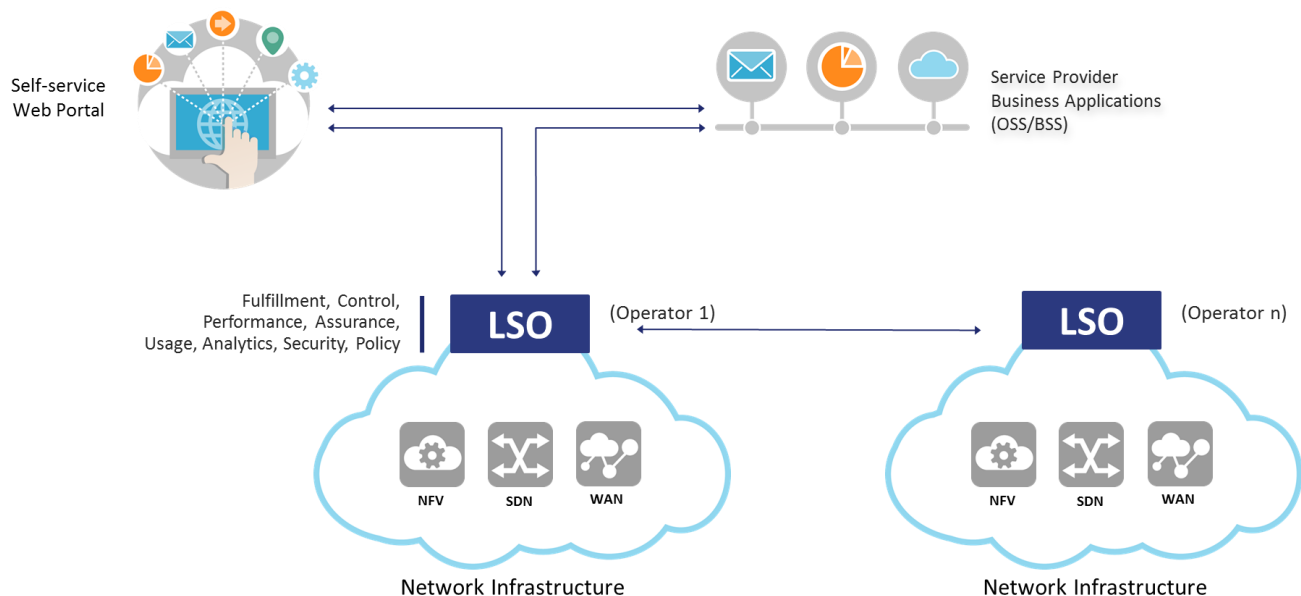 Self-service
Web Portal
Service Provider
Business Applications
(OSS/BSS)
Fulfillment, Control,
Performance, Assurance,
Usage, Analytics, Security, Policy
LSO
(Operator 1)
LSO
(Operator n)
NFV
SDN
WAN
NFV
SDN
WAN
Network Infrastructure
Network Infrastructure